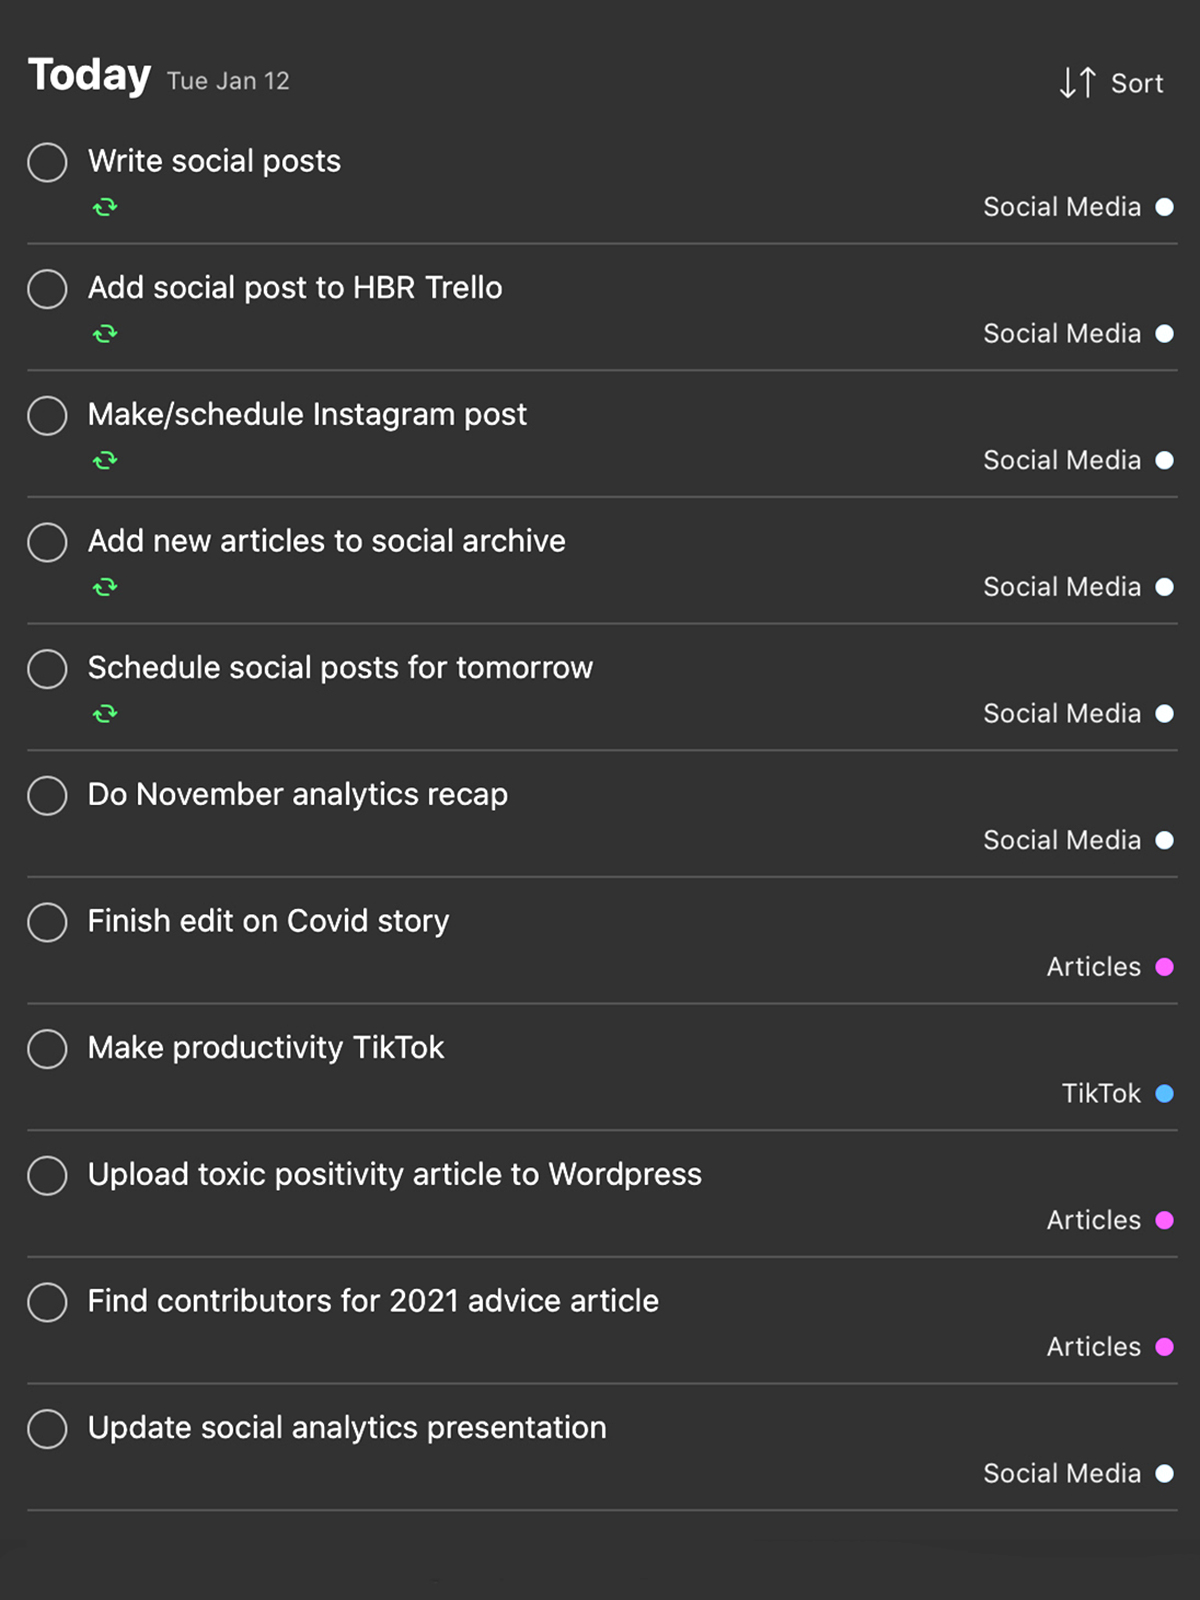 Today Tue Jan 12
Sort
Write social posts
Social Media
Add social post to HBR Trello
Social Media
Make/schedule Instagram post
Social Media
Add new articles to social archive
Social Media
Schedule social posts for tomorrow
Social Media
Do November analytics recap
Social Media
Finish edit on Covid story
Articles
Make productivity TikTok
TikTok
Upload toxic positivity article to Wordpress
Articles
Find contributors for 2021 advice article
Articles
Update social analytics presentation
Social Media